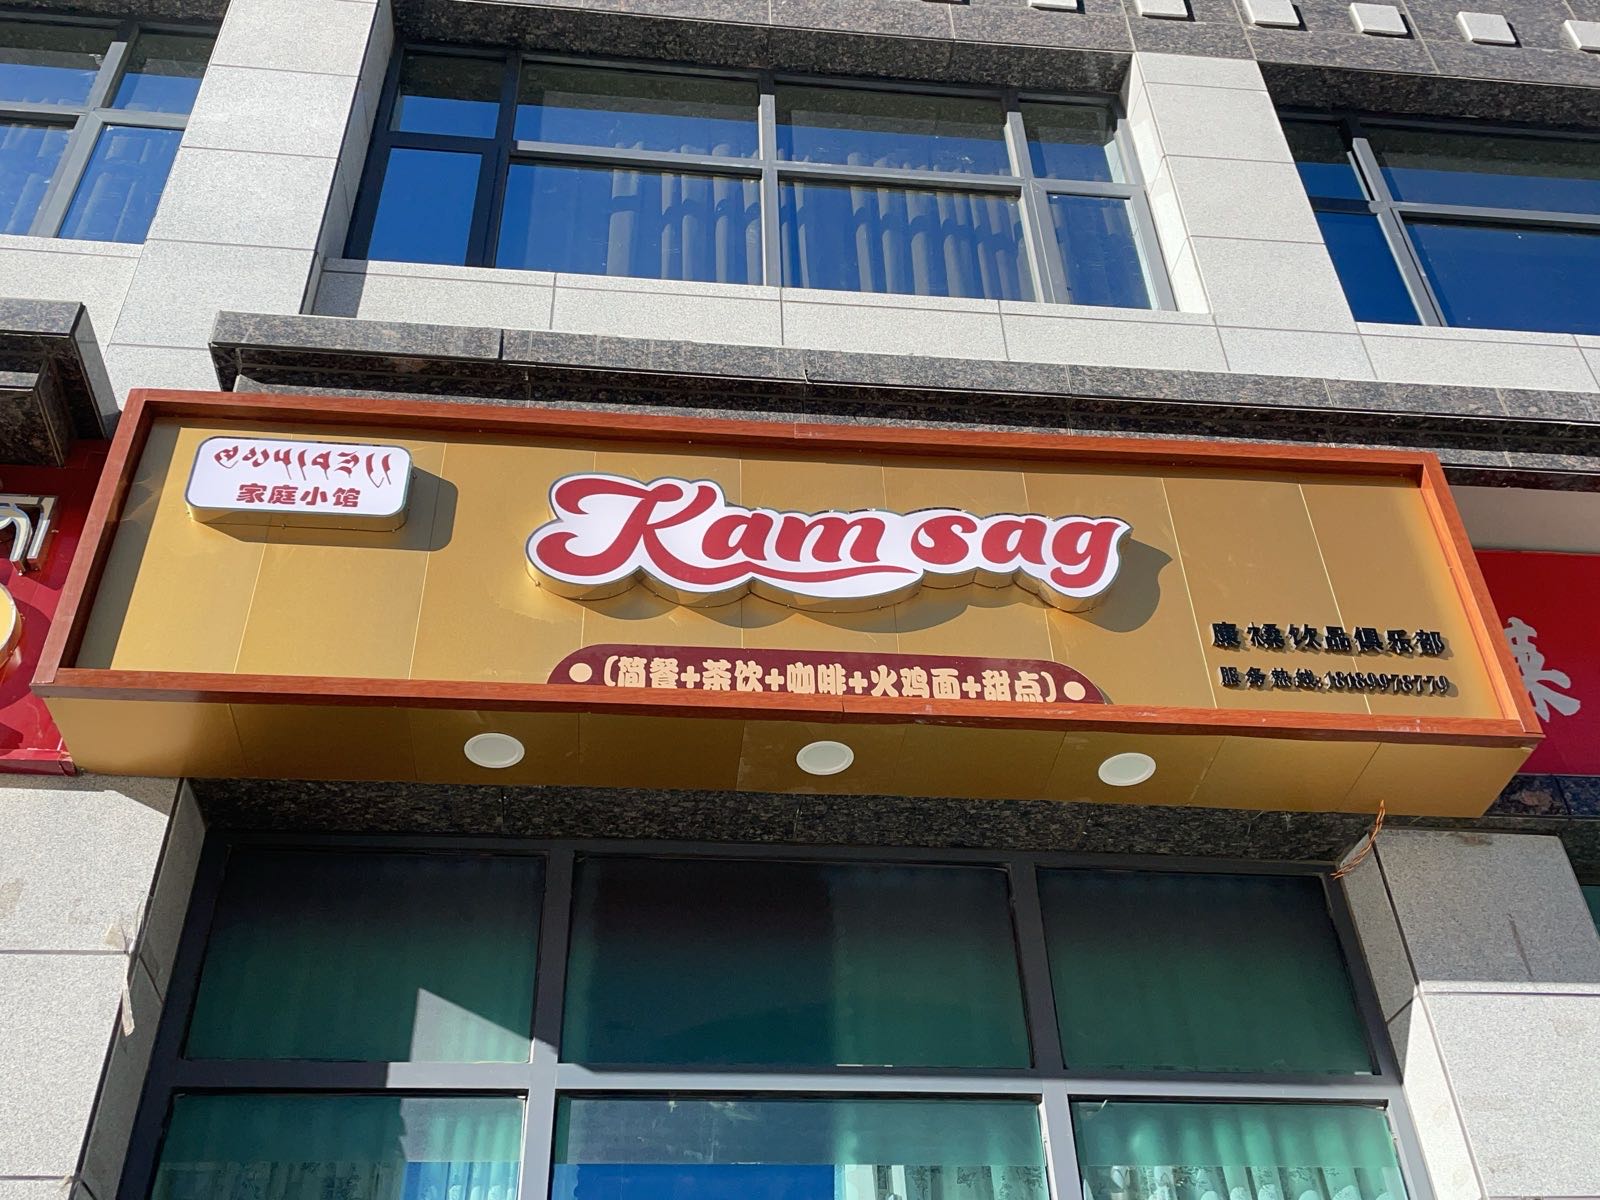 家庭小馆
Kam sag
(简餐+茶饮+咖啡+火鸡面+甜点)
康桑饮品俱乐部
服务热线:18189978779
菜